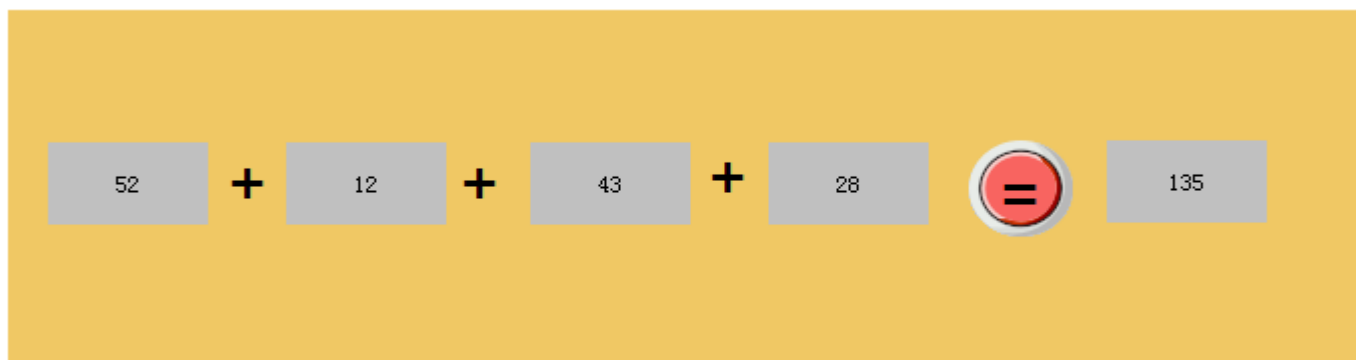 52 + 12 + 43 + 28 = 135